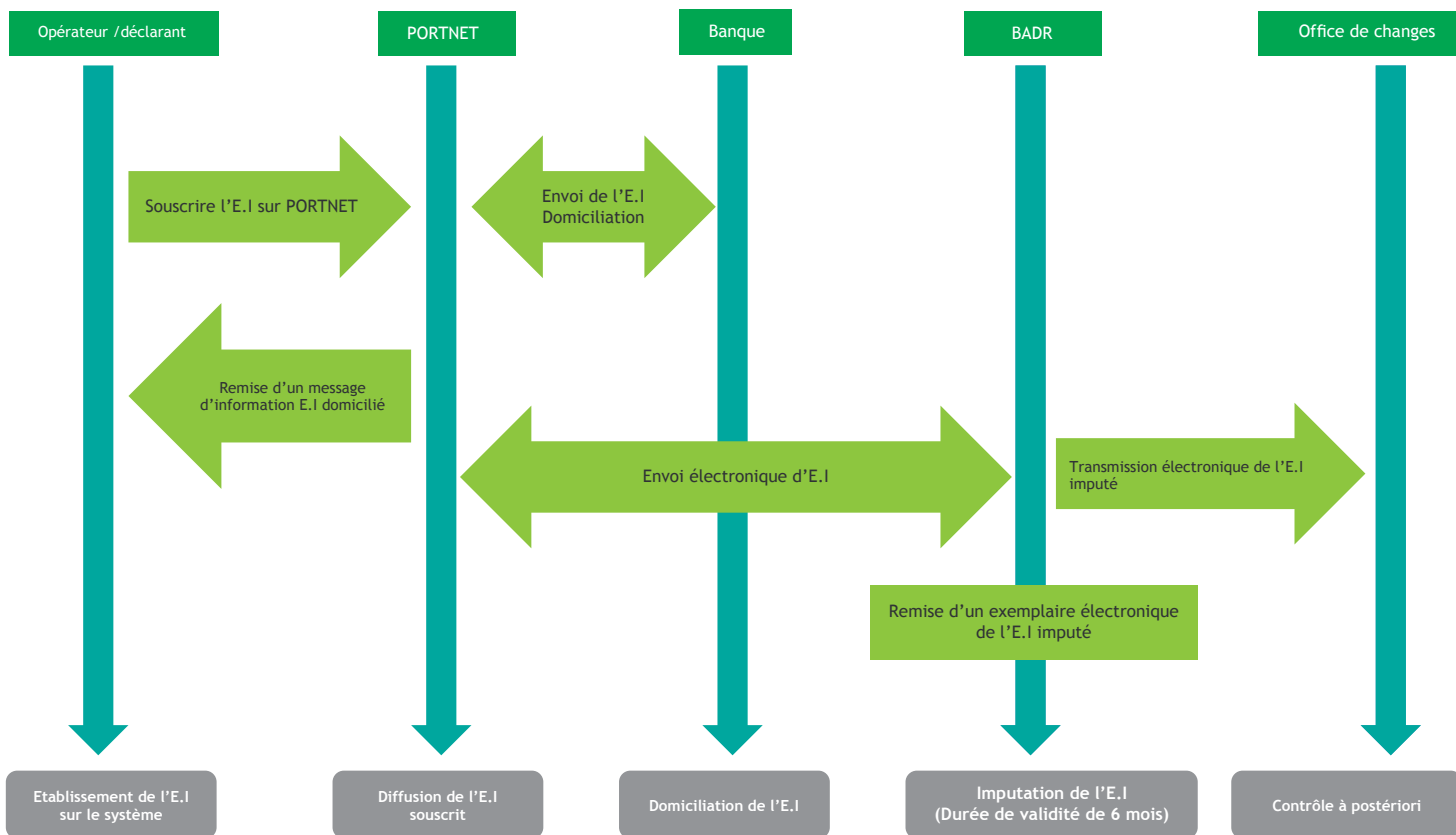 Opérateur /déclarant
PORTNET
Banque
BADR
Office de changes
Souscrire l’E.I sur PORTNET
Envoi de l’E.I
Domiciliation
Remise d’un message
d’information E.I domicilié
Envoi électronique d’E.I
Transmission électronique de l’E.I
imputé
Remise d’un exemplaire électronique
de l’E.I imputé
Etablissement de l’E.I
sur le système
Diffusion de l’E.I
souscrit
Domiciliation de l’E.I
Imputation de l’E.I
(Durée de validité de 6 mois)
Contrôle à postériori